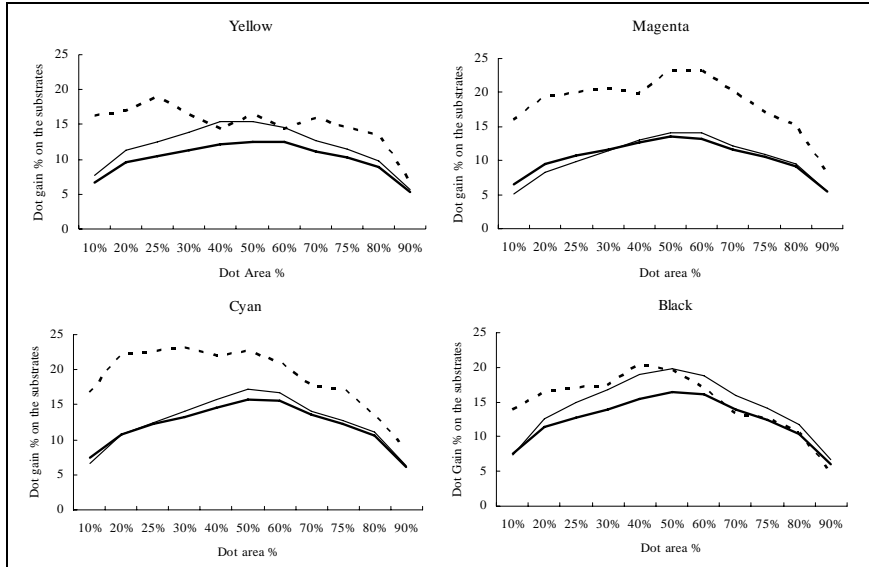 Yellow
25
20
15
10
5
0
Dot gain % on the substrates
10% 20% 25% 30% 40% 50% 60% 70% 75% 80% 90%
Dot Area %
Magenta
25
20
15
10
5
0
Dot gain % on the substrates
10% 20% 25% 30% 40% 50% 60% 70% 75% 80% 90%
Dot Area %
Cyan
25
20
15
10
5
0
Dot gain % on the substrates
10% 20% 25% 30% 40% 50% 60% 70% 75% 80% 90%
Dot area %
Black
25
20
15
10
5
0
Dot Gain % on the substrates
10% 20% 25% 30% 40% 50% 60% 70% 75% 80% 90%
Dot area %